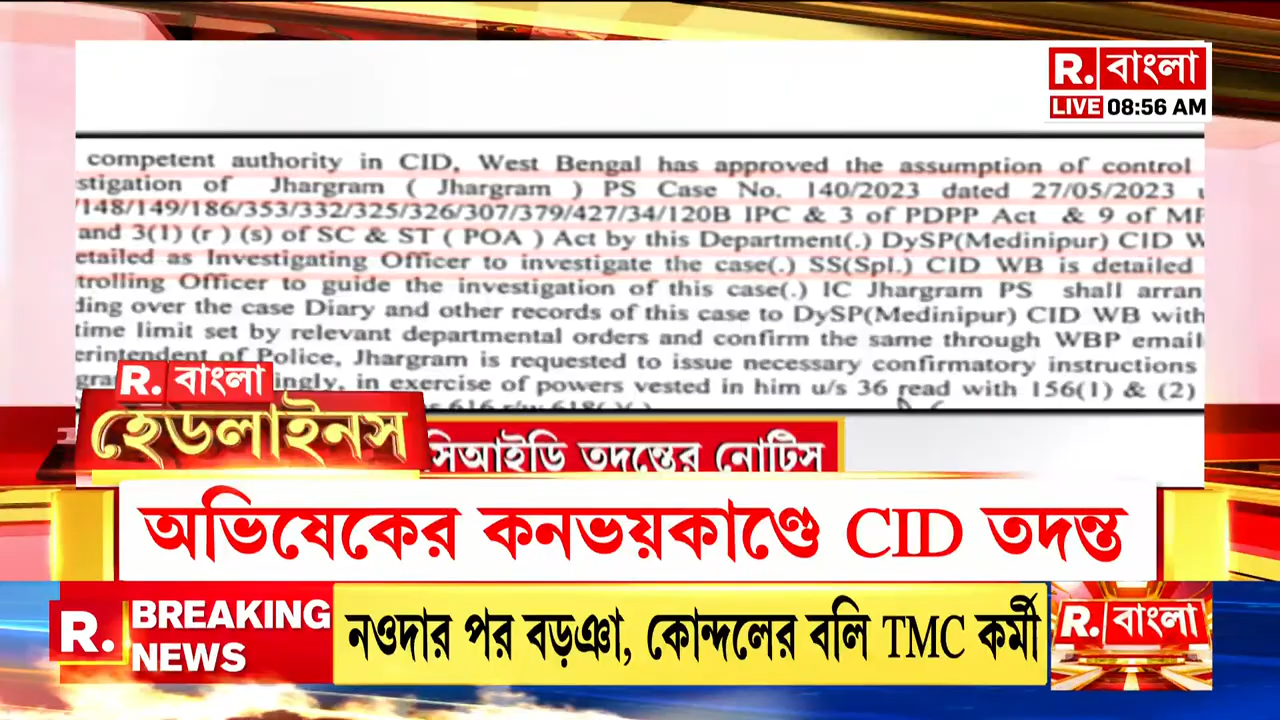 R. বাংলা
LIVE 08:56 AM
competent authority in CID, West Bengal has approved the assumption of control
stigation of Jhargram ( Jhargram ) PS Case No. 140/2023 dated 27/05/2023
/148/149/186/353/332/325/326/307/379/427/34/120B IPC & 3 of PDPP Act & 9 of
and 3(1) (r ) (s) of SC & ST ( POA ) Act by this Department(.) DySP(Medinipur) CID
etailed as Investigating Officer to investigate the case(.) SS(Spl.) CID WB is detailed
trolling Officer to guide the investigation of this case(.) IC Jhargram PS shall arran
ding over the case Diary and other records of this case to DySP(Medinipur) CID WB with
time limit set by relevant departmental orders and confirm the same through WBP email
erintendent of Police, Jhargram is requested to issue necessary confirmatory instructions
ingly, in exercise of powers vested in him u/s 36 read with 156(1) & (2)
R. বাংলা
হেডলাইনস
সিআইডি তদন্তের নোটিস
অভিষেকের কনভয়কাণ্ডে CID তদন্ত
R. BREAKING NEWS
নওদার পর বড়ঞা, কোন্দলের বলি TMC কর্মী
R. বাংলা